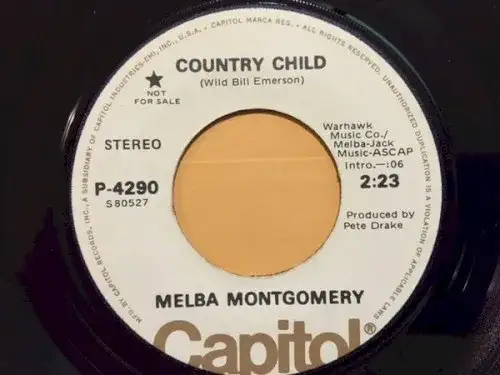 COUNTRY CHILD
(Wild Bill Emerson)
★
NOT
FOR SALE
STEREO
P-4290
S80527
Warhawk
Music Co./
Melba-Jack
Music-ASCAP
Intro.—:06
2:23
Produced by
Pete Drake
MELBA MONTGOMERY
Capitol®
MFG. BY CAPITOL RECORDS, INC., A SUBSIDIARY OF CAPITOL INDUSTRIES-EMI, INC., U.S.A. • ® CAPITOL MARCA REG. • ALL RIGHTS RESERVED. UNAUTHORIZED DUPLICATION IS A VIOLATION OF APPLICABLE LAWS.